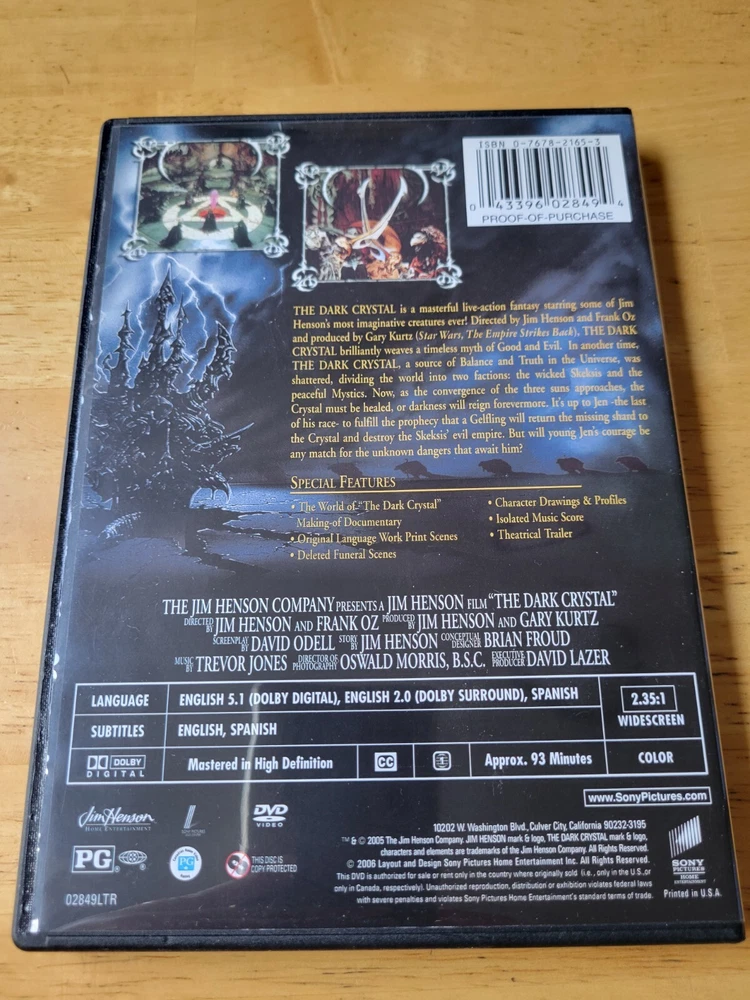 ISBN 0-7678-2165-3
0 43396 02849 4
PROOF-OF-PURCHASE
THE DARK CRYSTAL is a masterful live-action fantasy starring some of Jim
Henson's most imaginative creatures ever! Directed by Jim Henson and Frank Oz
and produced by Gary Kurtz (Star Wars, The Empire Strikes Back), THE DARK
CRYSTAL brilliantly weaves a timeless myth of Good and Evil. In another time,
THE DARK CRYSTAL, a source of Balance and Truth in the Universe, was
shattered, dividing the world into two factions: the wicked Skeksis and the
peaceful Mystics. Now, as the convergence of the three suns approaches, the
Crystal must be healed, or darkness will reign forevermore. It's up to Jen -the last
of his race- to fulfill the prophecy that a Gelfling will return the missing shard to
the Crystal and destroy the Skeksis' evil empire. But will young Jen's courage be
any match for the unknown dangers that await him?
SPECIAL FEATURES
• The World of "The Dark Crystal"
Making-of Documentary
• Original Language Work Print Scenes
• Deleted Funeral Scenes
• Character Drawings & Profiles
• Isolated Music Score
• Theatrical Trailer
THE JIM HENSON COMPANY PRESENTS A JIM HENSON FILM "THE DARK CRYSTAL"
DIRECTED BY JIM HENSON AND FRANK OZ PRODUCED BY JIM HENSON AND GARY KURTZ
SCREENPLAY BY DAVID ODELL STORY BY JIM HENSON CONCEPTUAL DESIGNER BRIAN FROUD
MUSIC BY TREVOR JONES DIRECTOR OF PHOTOGRAPHY OSWALD MORRIS, B.S.C. EXECUTIVE PRODUCER DAVID LAZER
LANGUAGE ENGLISH 5.1 (DOLBY DIGITAL), ENGLISH 2.0 (DOLBY SURROUND), SPANISH
SUBTITLES ENGLISH, SPANISH
2.35:1
WIDESCREEN
DOLBY
DIGITAL
Mastered in High Definition
CC
Approx. 93 Minutes
COLOR
www.SonyPictures.com
Jim Henson
HOME ENTERTAINMENT
DVD
VIDEO
PG
PG
THIS DISC IS
COPY PROTECTED
02849LTR
10202 W. Washington Blvd., Culver City, California 90232-3195
™ & © 2005 The Jim Henson Company. JIM HENSON mark & logo, THE DARK CRYSTAL mark & logo,
characters and elements are trademarks of The Jim Henson Company. All Rights Reserved.
© 2006 Layout and Design Sony Pictures Home Entertainment Inc. All Rights Reserved.
This DVD is authorized for sale or rent only in the country where originally sold (i.e., only in the U.S., or
only in Canada, respectively). Unauthorized reproduction, distribution or exhibition violates federal laws
with severe penalties and violates Sony Pictures Home Entertainment's standard terms of trade.
SONY
PICTURES
HOME
ENTERTAINMENT
Printed in U.S.A.